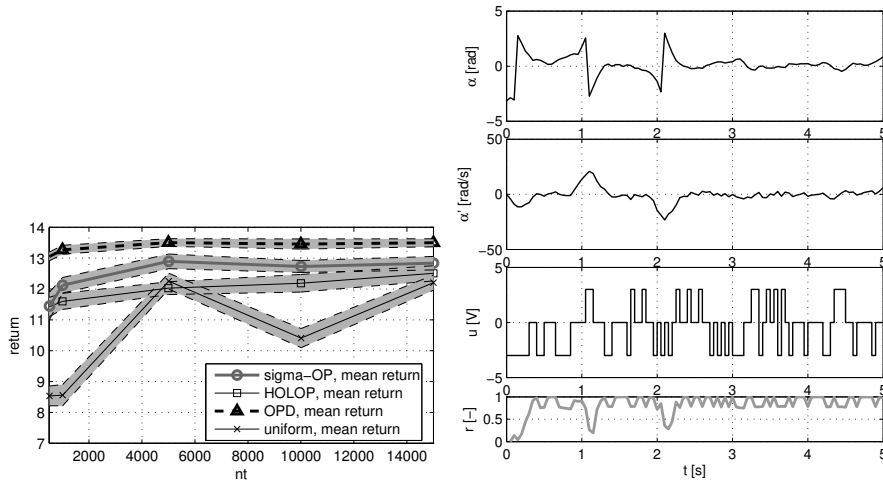 14
13
12
11
10
9
8
7
return
2000 4000 6000 8000 10000 12000 14000
nt
sigma−OP, mean return
HOLOP, mean return
OPD, mean return
uniform, mean return
5
0
−5
α [rad]
0 1 2 3 4 5
50
0
−50
α' [rad/s]
0 1 2 3 4 5
5
0
−5
u [V]
0 1 2 3 4 5
1
0.5
0
r [−]
0 1 2 3 4 5
t [s]